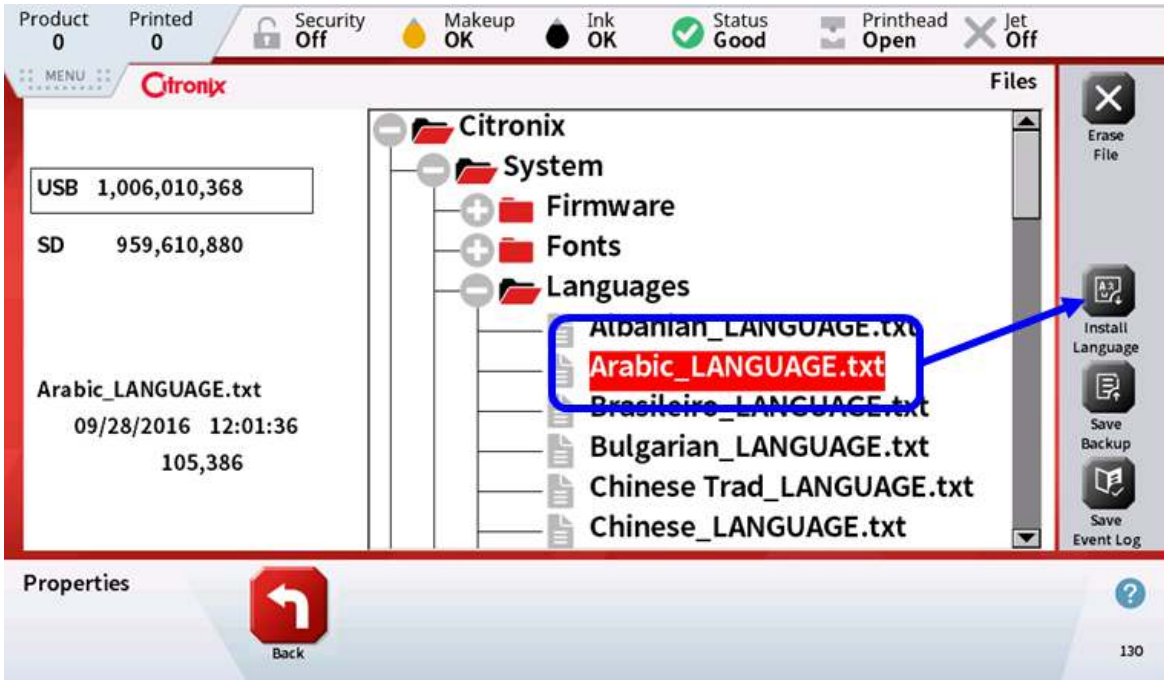 Product Printed Security Makeup Ink Status Printhead Jet
0 0 Off OK OK Good Open Off
MENU Citronix Files
Erase
File
USB 1,006,010,368
SD 959,610,880
Citronix
System
Firmware
Fonts
Languages
Albanian_LANGUAGE.txt
Arabic_LANGUAGE.txt
Brasileiro_LANGUAGE.txt
Bulgarian_LANGUAGE.txt
Chinese Trad_LANGUAGE.txt
Chinese_LANGUAGE.txt
Arabic_LANGUAGE.txt
09/28/2016 12:01:36
105,386
Install
Language
Save
Backup
Save
Event Log
Properties
Back
?
130